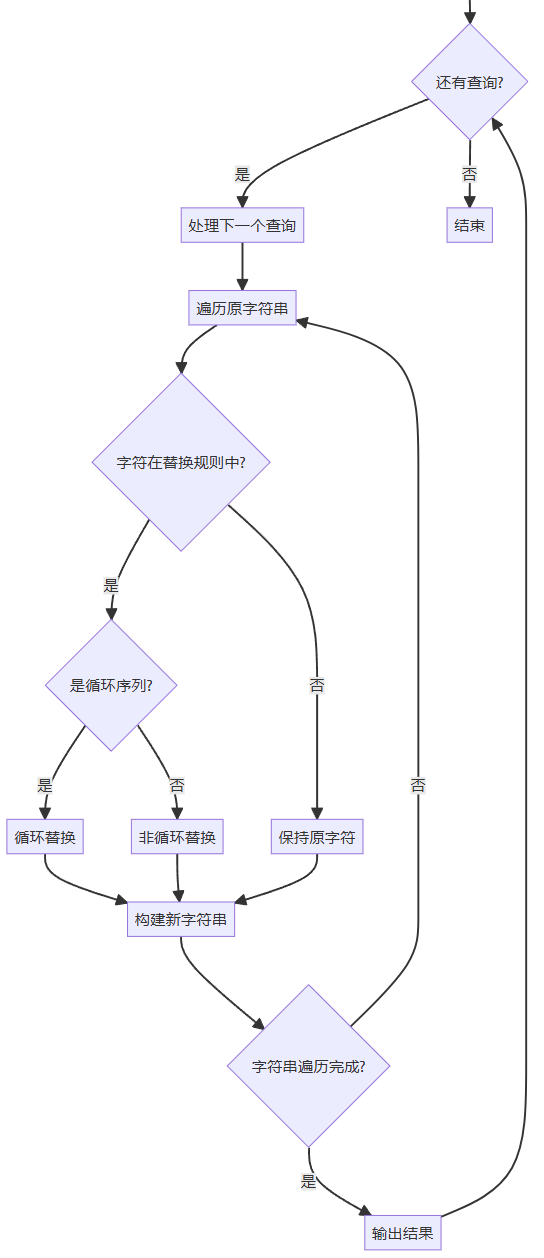 还有查询?
是
否
处理下一个查询
结束
遍历原字符串
字符在替换规则中?
是
是循环序列?
否
是
否
否
循环替换
非循环替换
保持原字符
构建新字符串
字符串遍历完成?
是
输出结果